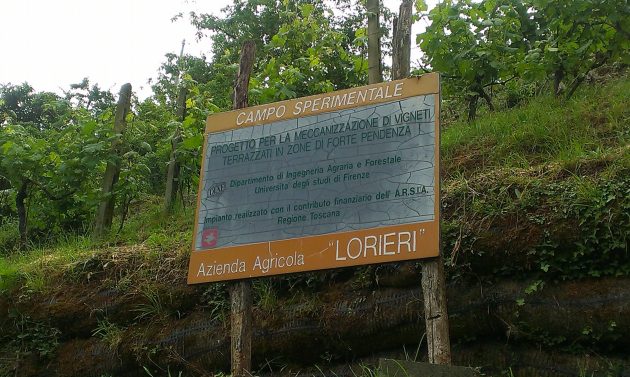 CAMPO SPERIMENTALE
PROGETTO PER LA MECCANIZZAZIONE DI VIGNETI
TERRAZZATI IN ZONE DI FORTE PENDENZA
Dipartimento di Ingegneria Agraria e Forestale
Università degli studi di Firenze
Impianto realizzato con il contributo finanziario dell' A.R.S.I.A.
Regione Toscana
Azienda Agricola "LORIERI"